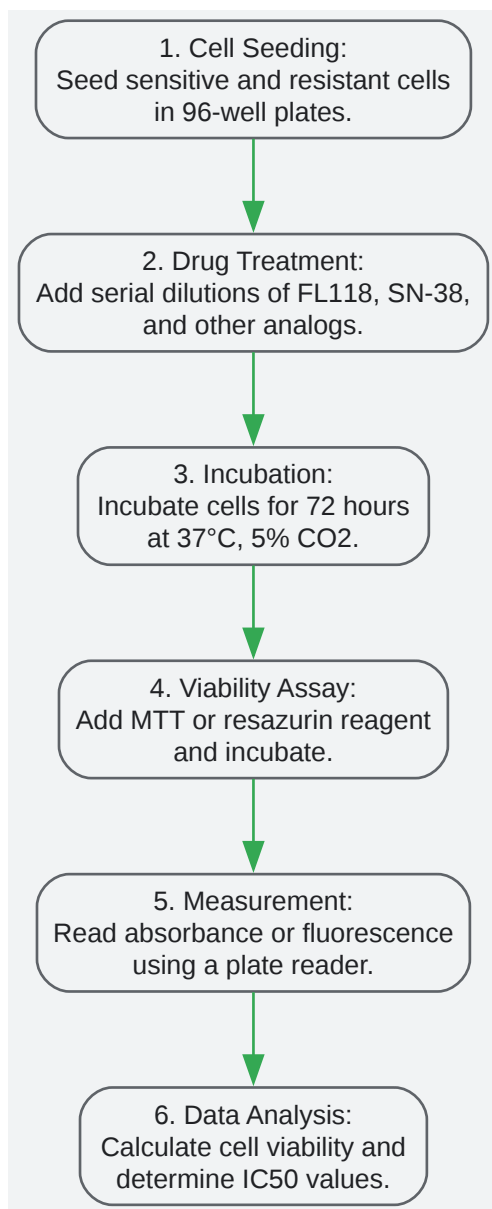 1. Cell Seeding:
Seed sensitive and resistant cells
in 96-well plates.
2. Drug Treatment:
Add serial dilutions of FL118, SN-38,
and other analogs.
3. Incubation:
Incubate cells for 72 hours
at 37°C, 5% CO2.
4. Viability Assay:
Add MTT or resazurin reagent
and incubate.
5. Measurement:
Read absorbance or fluorescence
using a plate reader.
6. Data Analysis:
Calculate cell viability and
determine IC50 values.